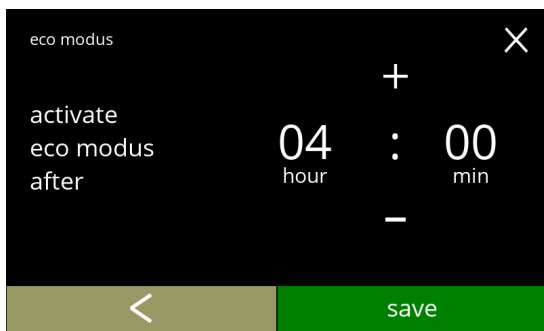 eco modus
+
activate
eco modus
after
04 : 00
hour min
-
< save